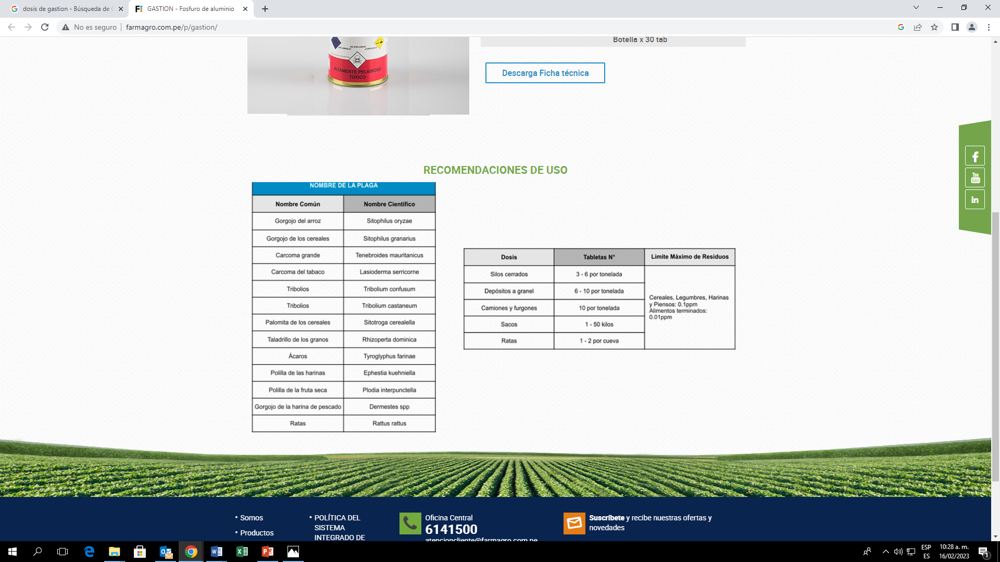 dosis de gastion - Búsqueda de G
GASTION - Fosfuro de aluminio
No es seguro
farmagro.com.pe/p/gastion/
Botella x 30 tab
NO EXPLOSIVO
ALTAMENTE PELIGROSO
TOXICO
Descarga Ficha técnica
RECOMENDACIONES DE USO
NOMBRE DE LA PLAGA
Nombre Común Nombre Científico
Gorgojo del arroz Sitophilus oryzae
Gorgojo de los cereales Sitophilus granarius
Carcoma grande Tenebroides mauritanicus
Carcoma del tabaco Lasioderma serricorne
Tribolios Tribolium confusum
Tribolios Tribolium castaneum
Palomita de los cereales Sitotroga cerealella
Taladrillo de los granos Rhizoperta dominica
Ácaros Tyroglyphus farinae
Polilla de las harinas Ephestia kuehniella
Polilla de la fruta seca Plodia interpunctella
Gorgojo de la harina de pescado Dermestes spp
Ratas Rattus rattus
Dosis Tabletas N° Limite Máximo de Residuos
Silos cerrados 3 - 6 por tonelada
Depósitos a granel 6 - 10 por tonelada
Camiones y furgones 10 por tonelada
Sacos 1 - 50 kilos
Ratas 1 - 2 por cueva
Cereales, Legumbres, Harinas
y Piensos: 0.1ppm
Alimentos terminados:
0.01ppm
You
Tube
in
• Somos
• Productos
• POLÍTICA DEL
SISTEMA
INTEGRADO DE
Oficina Central
6141500
atencioncliente@farmagro.com.pe
Suscríbete y recibe nuestras ofertas y
novedades
ESP
ES
10:28 a. m.
16/02/2023
1